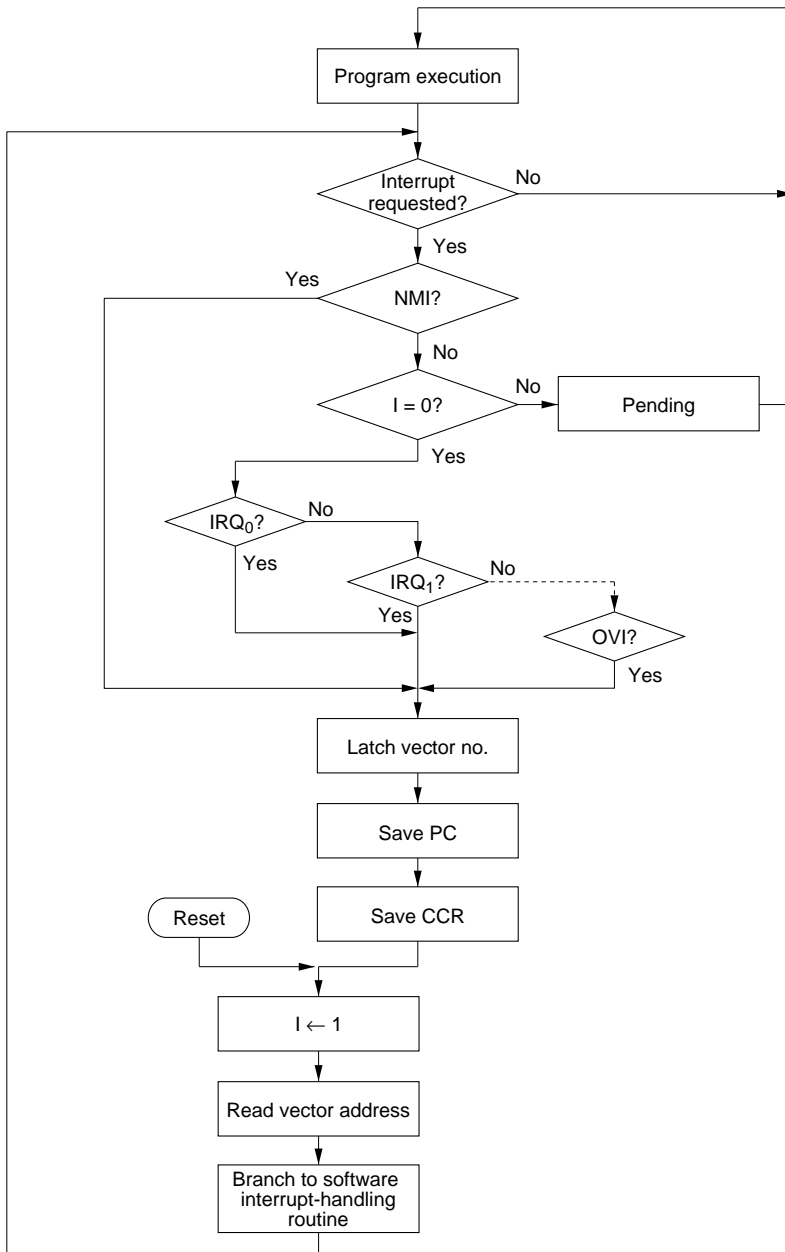 Program execution
Interrupt
requested?
No
Yes
Yes
NMI?
No
I = 0?
No
Pending
Yes
IRQ0?
No
Yes
IRQ1?
No
Yes
OVI?
Yes
Latch vector no.
Save PC
Save CCR
Reset
I ← 1
Read vector address
Branch to software
interrupt-handling
routine